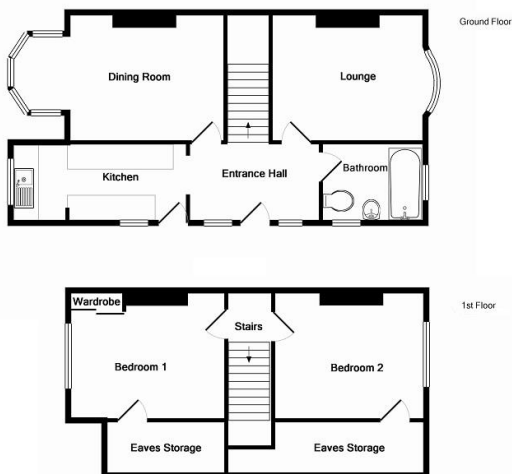 Ground Floor
Dining Room
Lounge
Kitchen
Entrance Hall
Bathroom
1st Floor
Wardrobe
Stairs
Bedroom 1
Bedroom 2
Eaves Storage
Eaves Storage